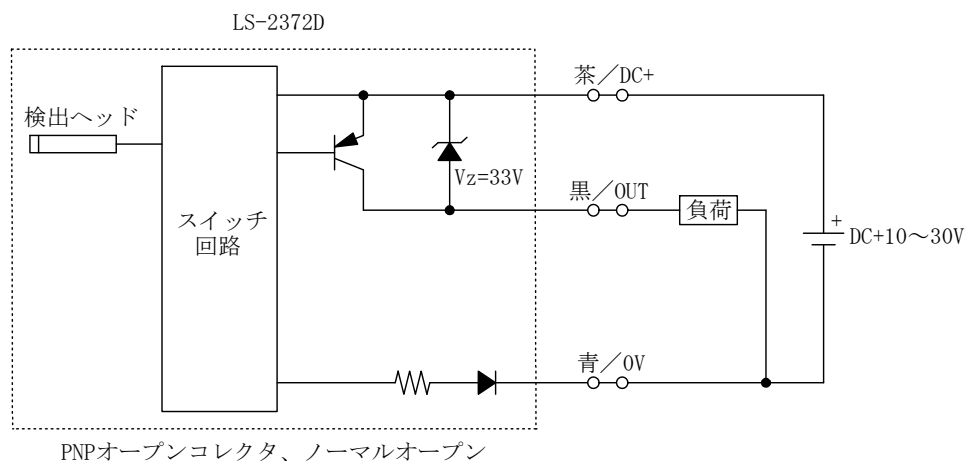 LS-2372D
茶／DC+
検出ヘッド
Vz=33V
黒／OUT
スイッチ
回路
負荷
+
DC+10～30V
青／0V
PNPオープンコレクタ、ノーマルオープン